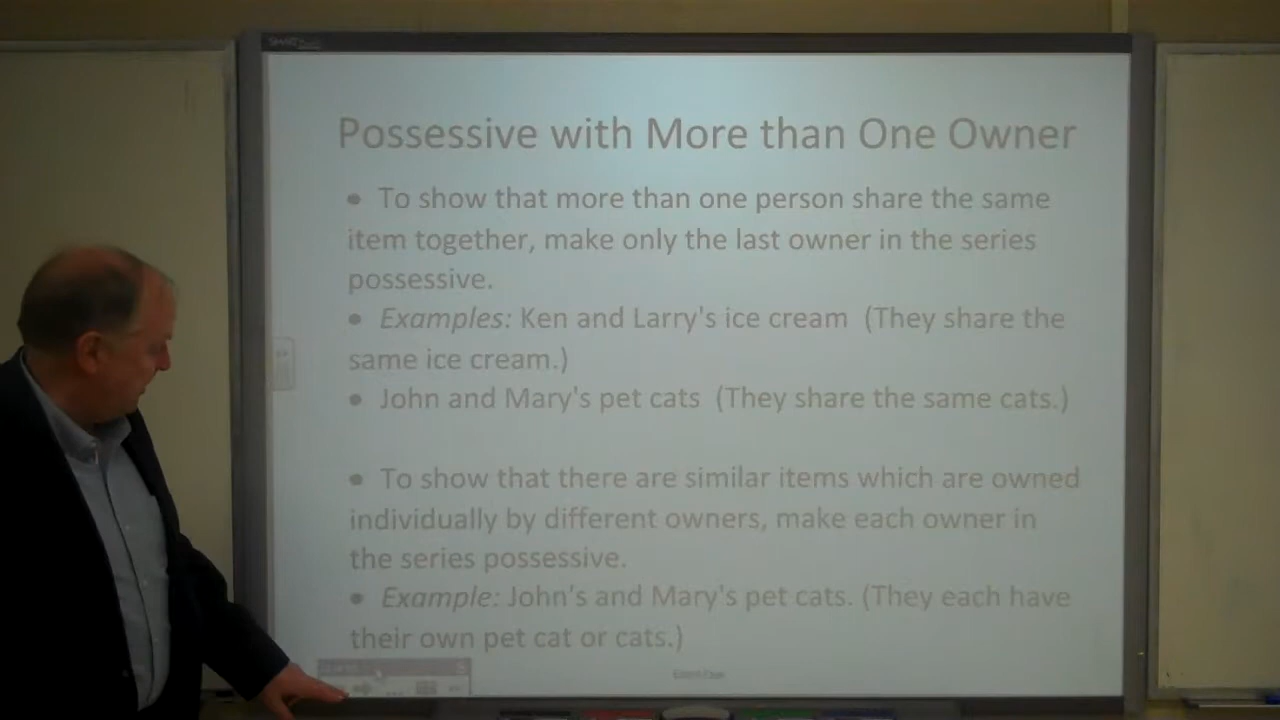 SMART
Possessive with More than One Owner
• To show that more than one person share the same
item together, make only the last owner in the series
possessive.
• Examples: Ken and Larry's ice cream (They share the
same ice cream.)
• John and Mary's pet cats (They share the same cats.)
• To show that there are similar items which are owned
individually by different owners, make each owner in
the series possessive.
• Example: John's and Mary's pet cats. (They each have
their own pet cat or cats.)
Extend Page